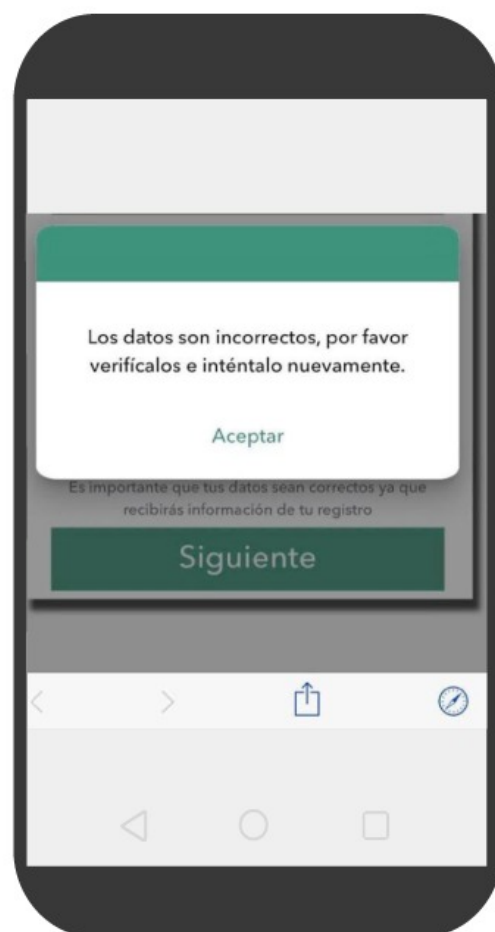 Los datos son incorrectos, por favor
verifícalos e inténtalo nuevamente.
Aceptar
Es importante que tus datos sean correctos ya que
recibirás información de tu registro
Siguiente